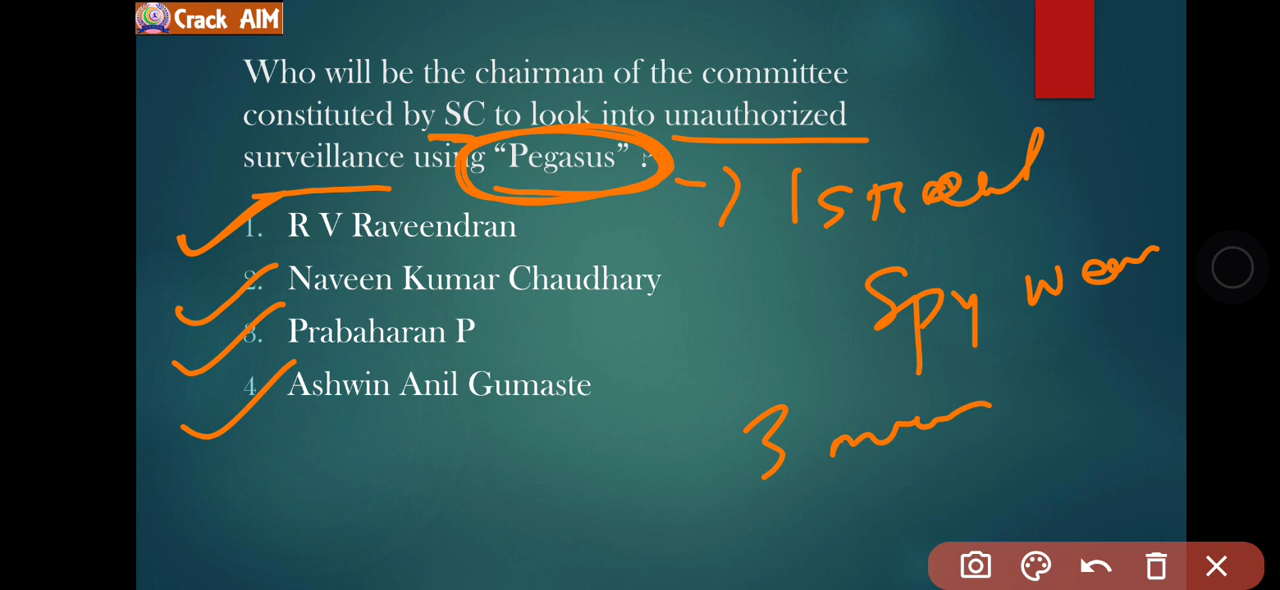 Crack AIM
Who will be the chairman of the committee
constituted by SC to look into unauthorized
surveillance using “Pegasus” ?
1. R V Raveendran
2. Naveen Kumar Chaudhary
3. Prabaharan P
4. Ashwin Anil Gumaste
Israeel
Spy
3